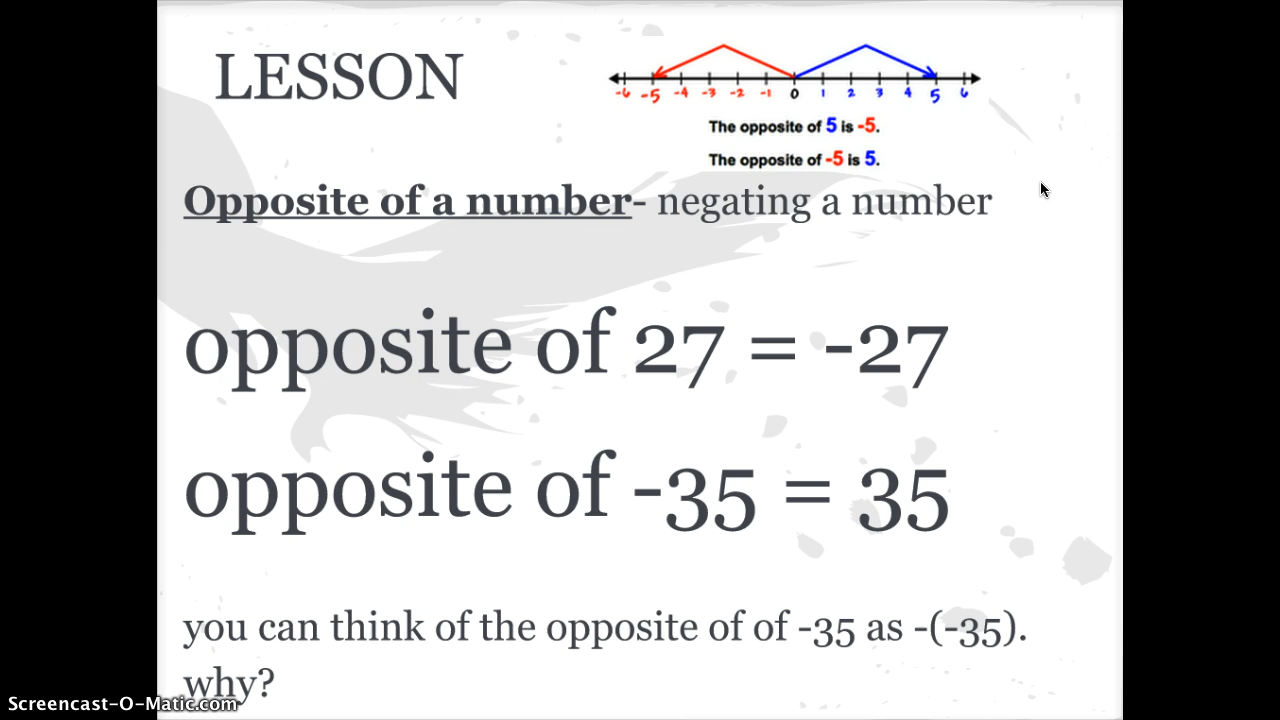 LESSON
-6 -5 -4 -3 -2 -1 0 1 2 3 4 5 6
The opposite of 5 is -5.
The opposite of -5 is 5.
Opposite of a number- negating a number
opposite of 27 = -27
opposite of -35 = 35
you can think of the opposite of of -35 as -(-35).
why?
Screencast-O-Matic.com